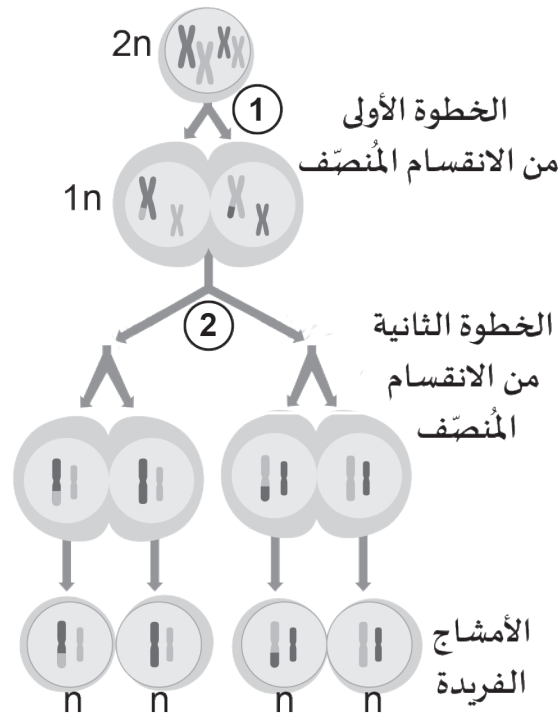 2n
1
الخطوة الأولى
من الانقسام المُنصّف
1n
2
الخطوة الثانية
من الانقسام
المُنصّف
الأمشاج
الفريدة
n n n n